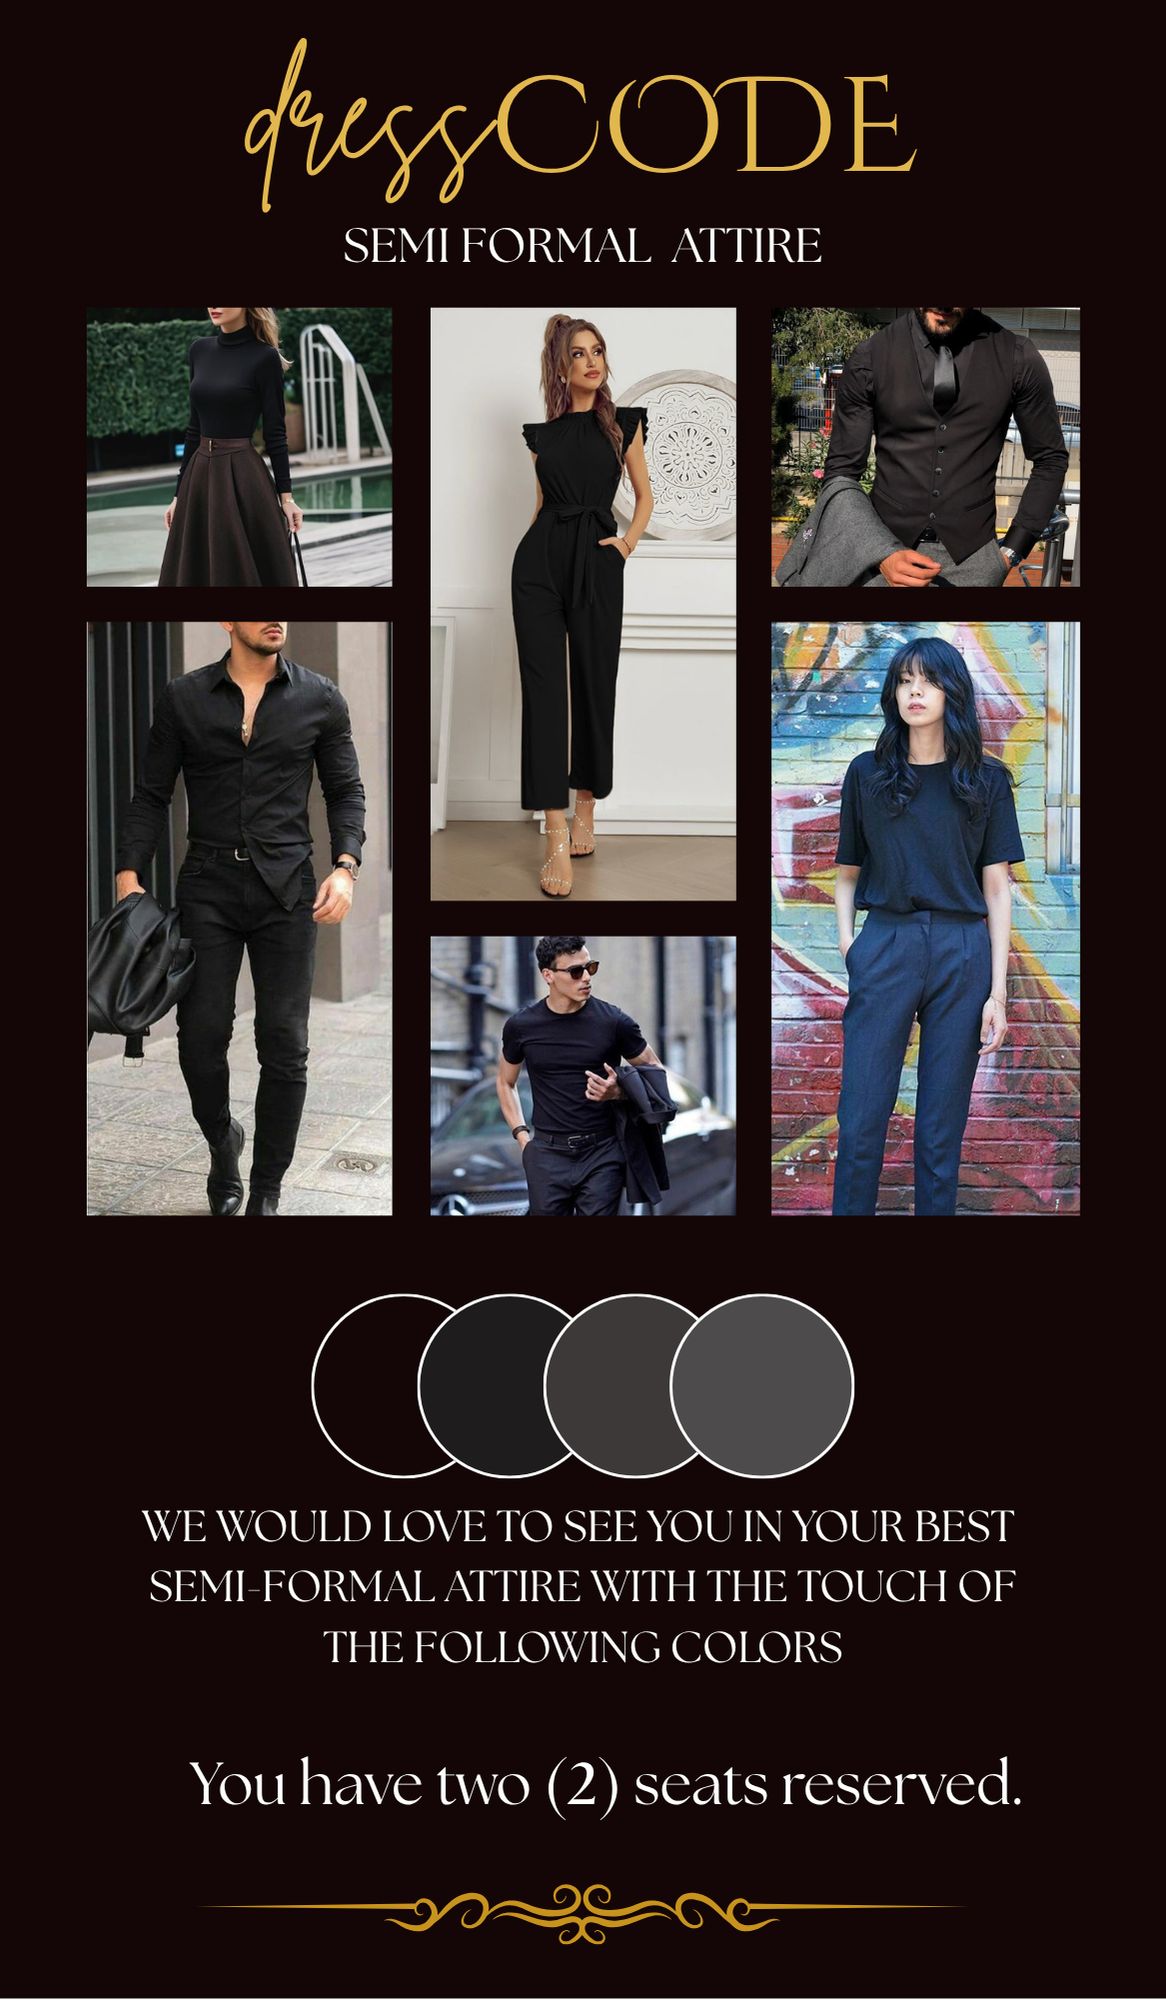 dressCODE
SEMI FORMAL ATTIRE
WE WOULD LOVE TO SEE YOU IN YOUR BEST
SEMI-FORMAL ATTIRE WITH THE TOUCH OF
THE FOLLOWING COLORS
You have two (2) seats reserved.